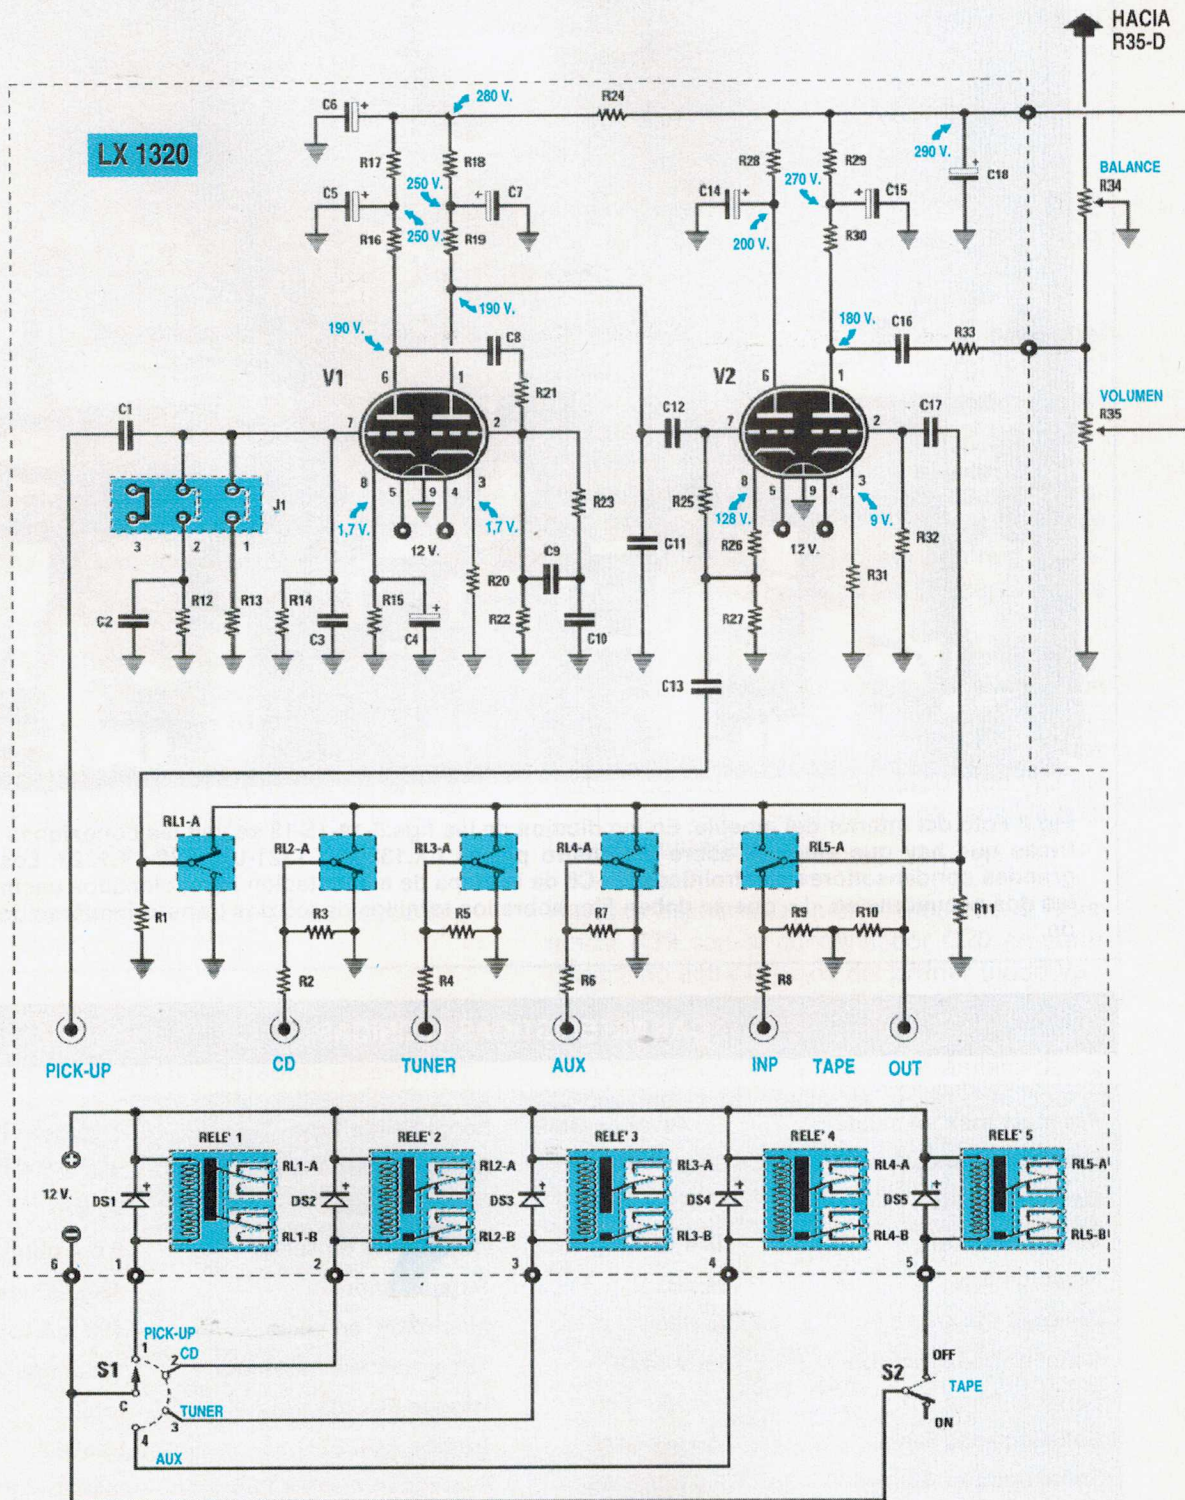 HACIA
R35-D
LX 1320
C6
+
280 V.
R24
R17
R18
R28
R29
290 V.
+
C18
BALANCE
R34
C5
+
250 V.
+
C7
C14
+
270 V.
+
C15
R16
250 V.
R19
200 V.
R30
190 V.
190 V.
C8
180 V.
C16
R33
V1
6
1
R21
V2
6
1
VOLUMEN
R35
C1
7
2
C12
7
2
C17
J1
3
2
1
8
5
9
4
3
1,7 V.
12 V.
1,7 V.
R23
R25
8
5
9
4
3
128 V.
R26
12 V.
9 V.
R32
C11
C9
C2
R12
R13
R14
C3
R15
+
C4
R20
R22
C10
R27
R31
C13
RL1-A
RL2-A
RL3-A
RL4-A
RL5-A
R1
R3
R5
R7
R9
R10
R11
R2
R4
R6
R8
PICK-UP
CD
TUNER
AUX
INP
TAPE
OUT
RELE' 1
RELE' 2
RELE' 3
RELE' 4
RELE' 5
+
12 V.
−
DS1
+
RL1-A
RL1-B
DS2
+
RL2-A
RL2-B
DS3
+
RL3-A
RL3-B
DS4
+
RL4-A
RL4-B
DS5
+
RL5-A
RL5-B
6
1
2
3
4
5
PICK-UP
1
S1
2
CD
C
TUNER
3
4
AUX
OFF
S2
TAPE
ON